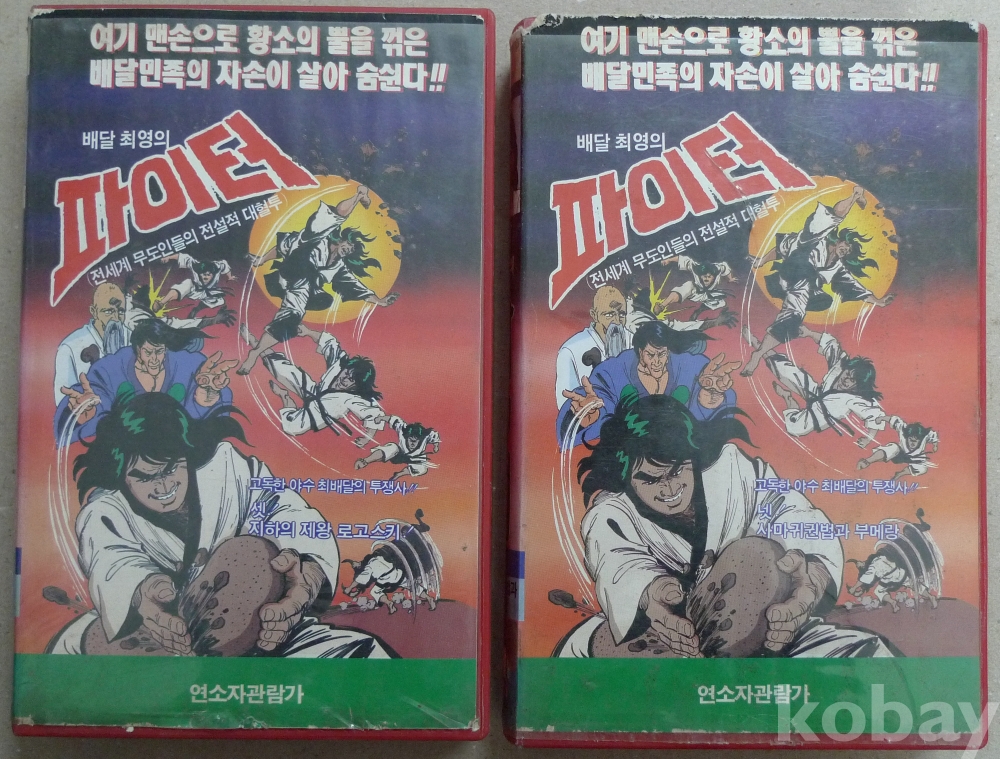 여기 맨손으로 황소의 뿔을 꺾은
배달민족의 자손이 살아 숨쉰다!!
배달 최영의
파이터
(전세계 무도인들의 전설적 대혈투)
고독한 야수 최배달의 투쟁사!!
셋!
지하의 제왕 로고스키!
연소자관람가
여기 맨손으로 황소의 뿔을 꺾은
배달민족의 자손이 살아 숨쉰다!!
배달 최영의
파이터
(전세계 무도인들의 전설적 대혈투)
고독한 야수 최배달의 투쟁사!!
넷!
사마귀권법과 부메랑
연소자관람가
kobay